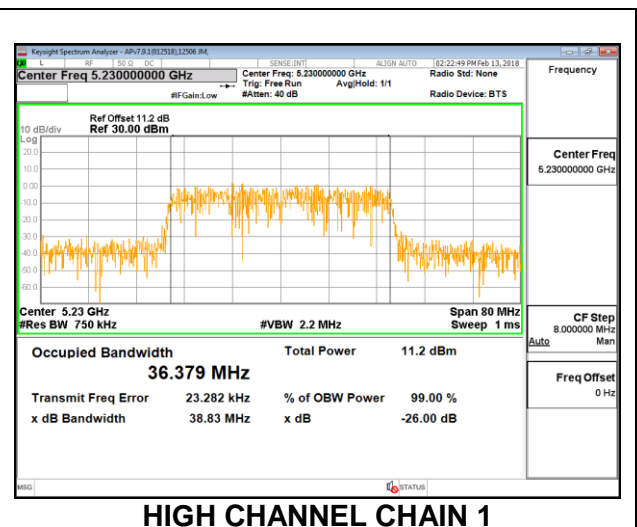 Keysight Spectrum Analyzer - APv7.9.1(012518),12506 JM,
L RF 50 Ω DC SENSE:INT ALIGN AUTO 02:22:49 PM Feb 13, 2018
Center Freq 5.230000000 GHz
Center Freq: 5.230000000 GHz
Radio Std: None
Trig: Free Run Avg|Hold: 1/1
#IFGain:Low #Atten: 40 dB Radio Device: BTS
Frequency
Ref Offset 11.2 dB
10 dB/div Ref 30.00 dBm
Log
20.0
10.0
0.00
-10.0
-20.0
-30.0
-40.0
-50.0
-60.0
Center 5.23 GHz Span 80 MHz
#Res BW 750 kHz #VBW 2.2 MHz Sweep 1 ms
Center Freq
5.230000000 GHz
CF Step
8.000000 MHz
Auto Man
Freq Offset
0 Hz
Occupied Bandwidth Total Power 11.2 dBm
36.379 MHz
Transmit Freq Error 23.282 kHz % of OBW Power 99.00 %
x dB Bandwidth 38.83 MHz x dB -26.00 dB
MSG STATUS
HIGH CHANNEL CHAIN 1